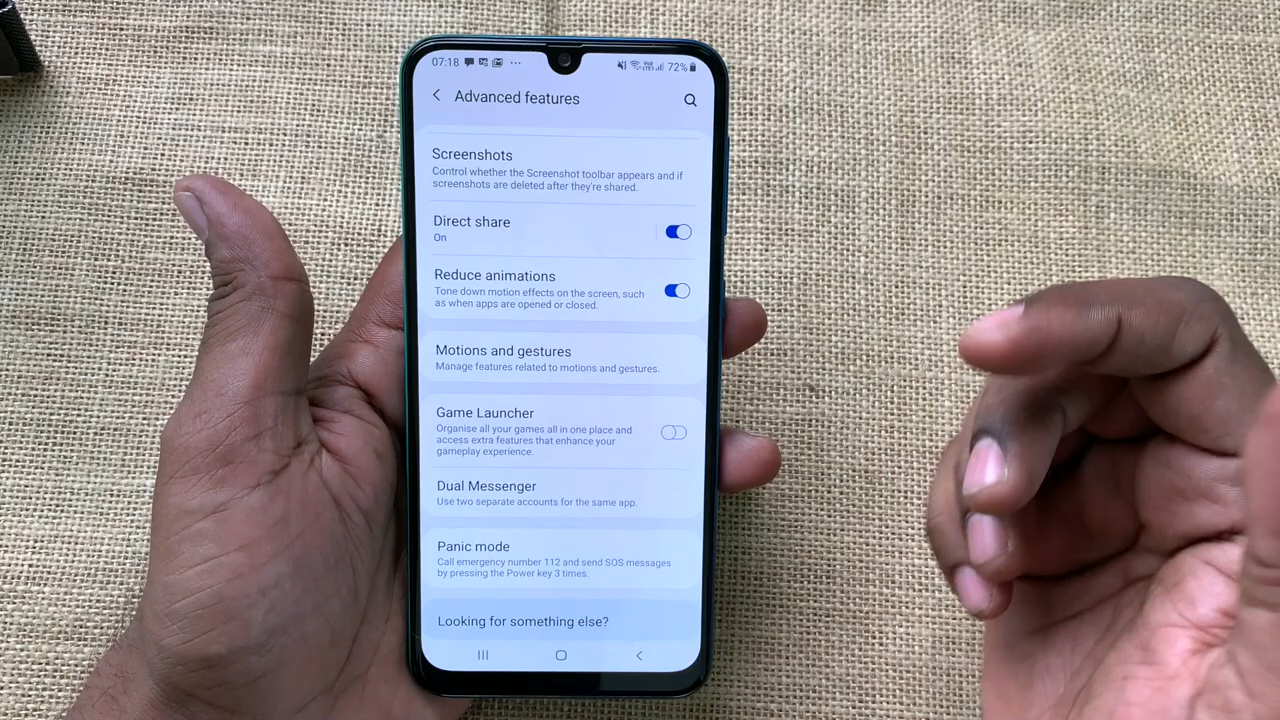 07:18 72%
Advanced features
Screenshots
Control whether the Screenshot toolbar appears and if
screenshots are deleted after they're shared.
Direct share
On
Reduce animations
Tone down motion effects on the screen, such
as when apps are opened or closed.
Motions and gestures
Manage features related to motions and gestures.
Game Launcher
Organise all your games all in one place and
access extra features that enhance your
gameplay experience.
Dual Messenger
Use two separate accounts for the same app.
Panic mode
Call emergency number 112 and send SOS messages
by pressing the Power key 3 times.
Looking for something else?